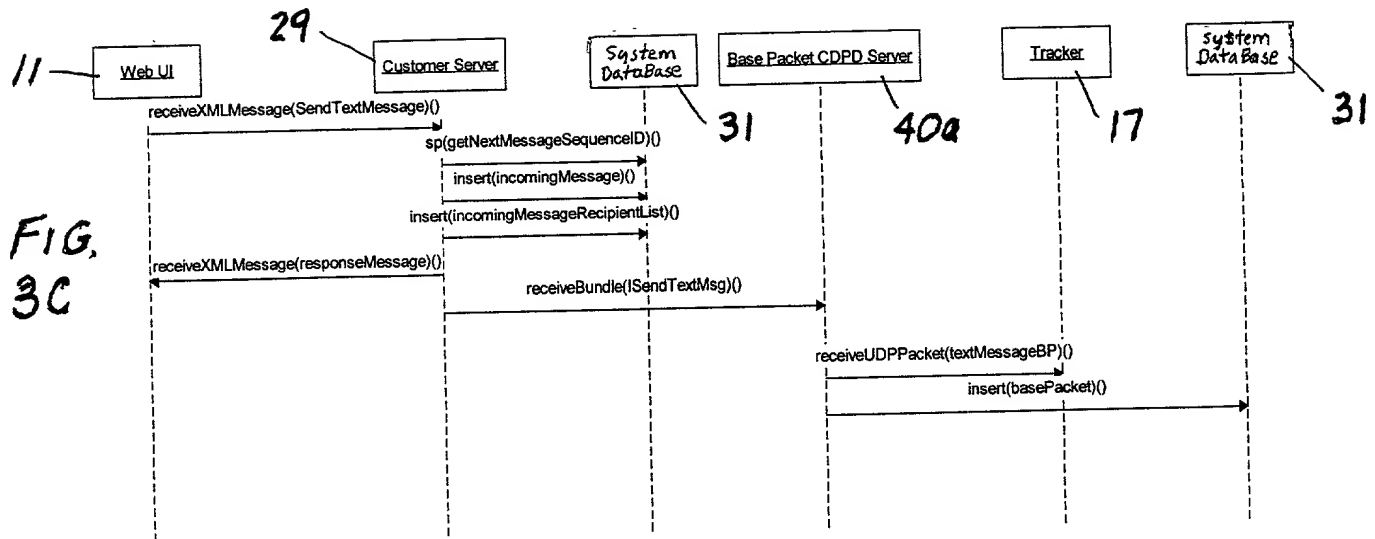 29
11
Web UI
Customer Server
System
DataBase
Base Packet CDPD Server
Tracker
System
DataBase
31
40a
17
31
receiveXMLMessage(SendTextMessage)()
sp(getNextMessageSequenceID)()
insert(incomingMessage)()
insert(incomingMessageRecipientList)()
FIG.
3C
receiveXMLMessage(responseMessage)()
receiveBundle(ISendTextMsg)()
receiveUDPPacket(textMessageBP)()
insert(basePacket)()